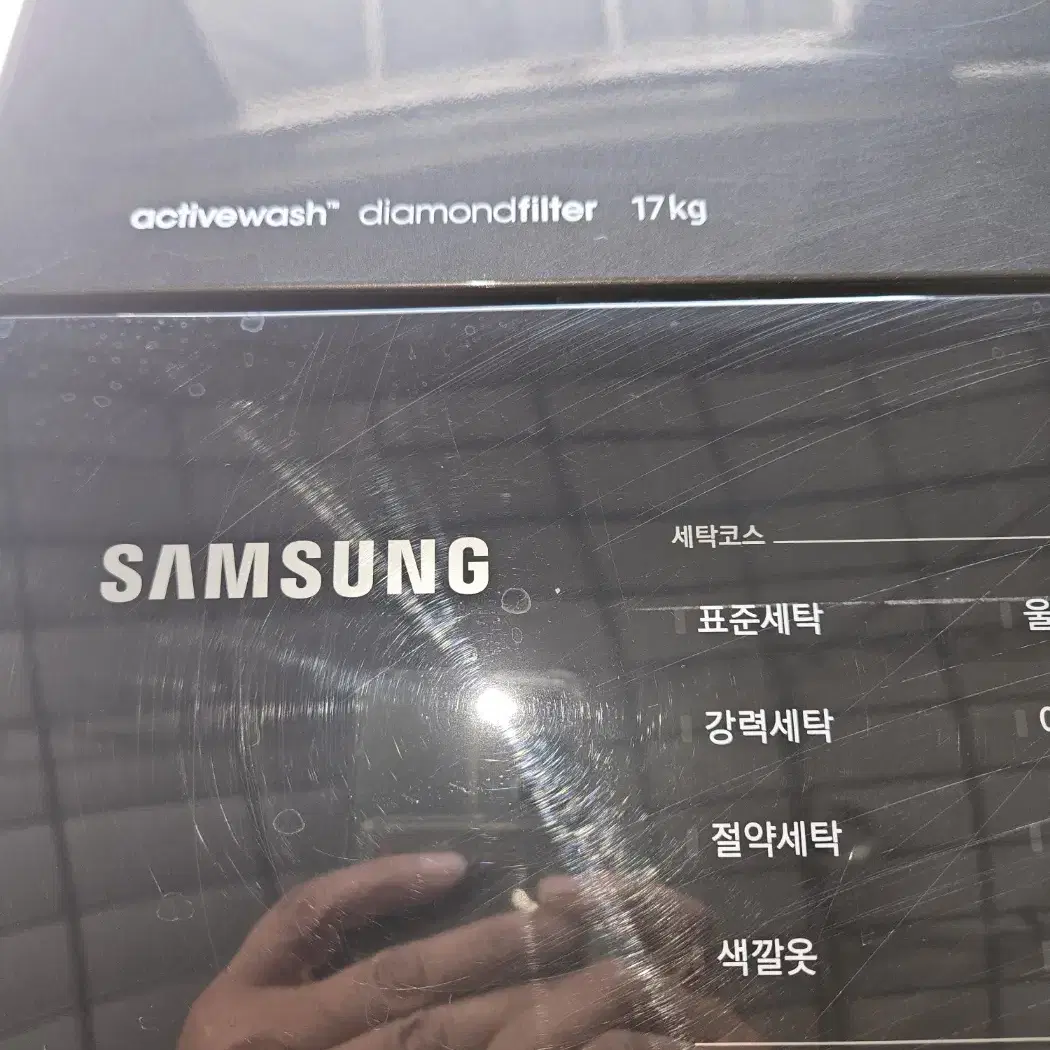 activewash™ diamondfilter 17kg
SAMSUNG
세탁코스
표준세탁
강력세탁
절약세탁
색깔옷